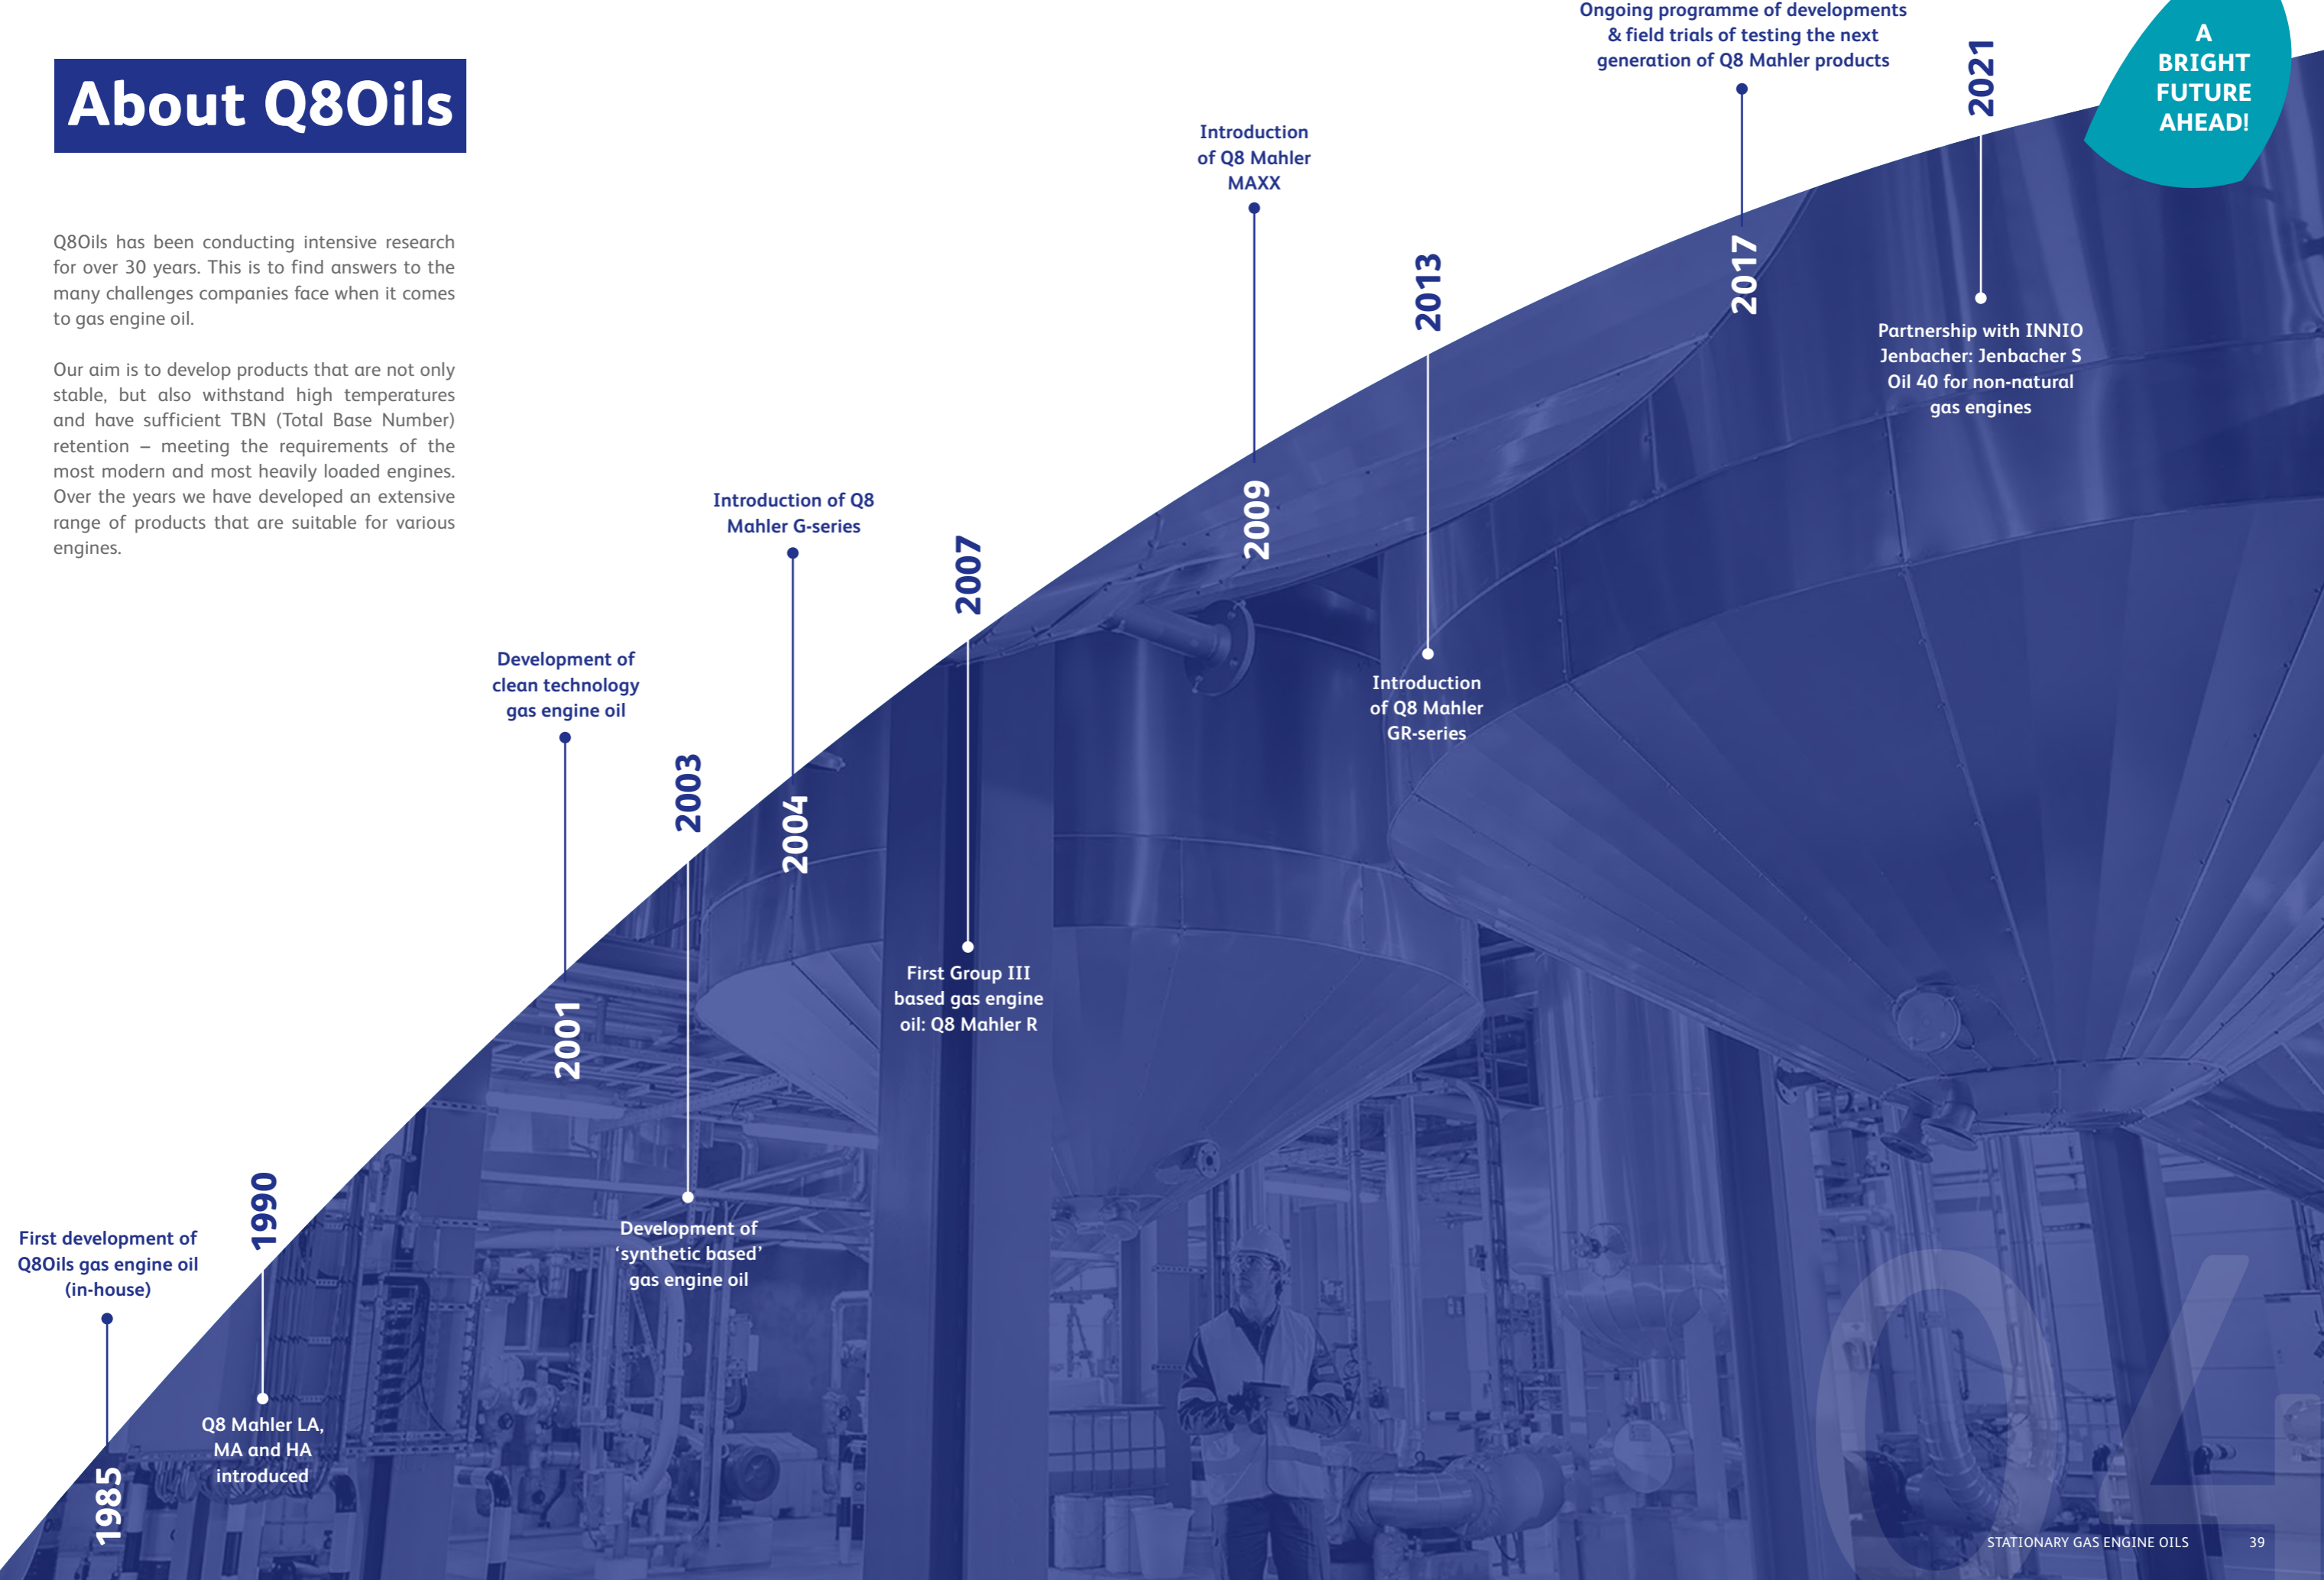 About Q8Oils
Q8Oils has been conducting intensive research
for over 30 years. This is to find answers to the
many challenges companies face when it comes
to gas engine oil.
Our aim is to develop products that are not only
stable, but also withstand high temperatures
and have sufficient TBN (Total Base Number)
retention – meeting the requirements of the
most modern and most heavily loaded engines.
Over the years we have developed an extensive
range of products that are suitable for various
engines.
First development of
Q8Oils gas engine oil
(in-house)
1985
1990
Q8 Mahler LA,
MA and HA
introduced
Development of
clean technology
gas engine oil
2001
2003
Development of
‘synthetic based’
gas engine oil
Introduction of Q8
Mahler G-series
2004
2007
First Group III
based gas engine
oil: Q8 Mahler R
Introduction
of Q8 Mahler
MAXX
2009
2013
Introduction
of Q8 Mahler
GR-series
Ongoing programme of developments
& field trials of testing the next
generation of Q8 Mahler products
2017
2021
Partnership with INNIO
Jenbacher: Jenbacher S
Oil 40 for non-natural
gas engines
A
BRIGHT
FUTURE
AHEAD!
04
STATIONARY GAS ENGINE OILS 39